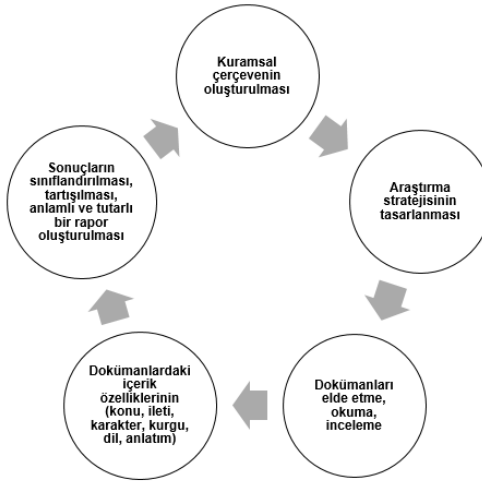 Kuramsal
çerçevenin
oluşturulması
Araştırma
stratejisinin
tasarlanması
Dokümanları
elde etme,
okuma,
inceleme
Dokümanlardaki
içerik
özelliklerinin
(konu, ileti,
karakter, kurgu,
dil, anlatım)
Sonuçların
sınıflandırılması,
tartışılması,
anlamlı ve tutarlı
bir rapor
oluşturulması